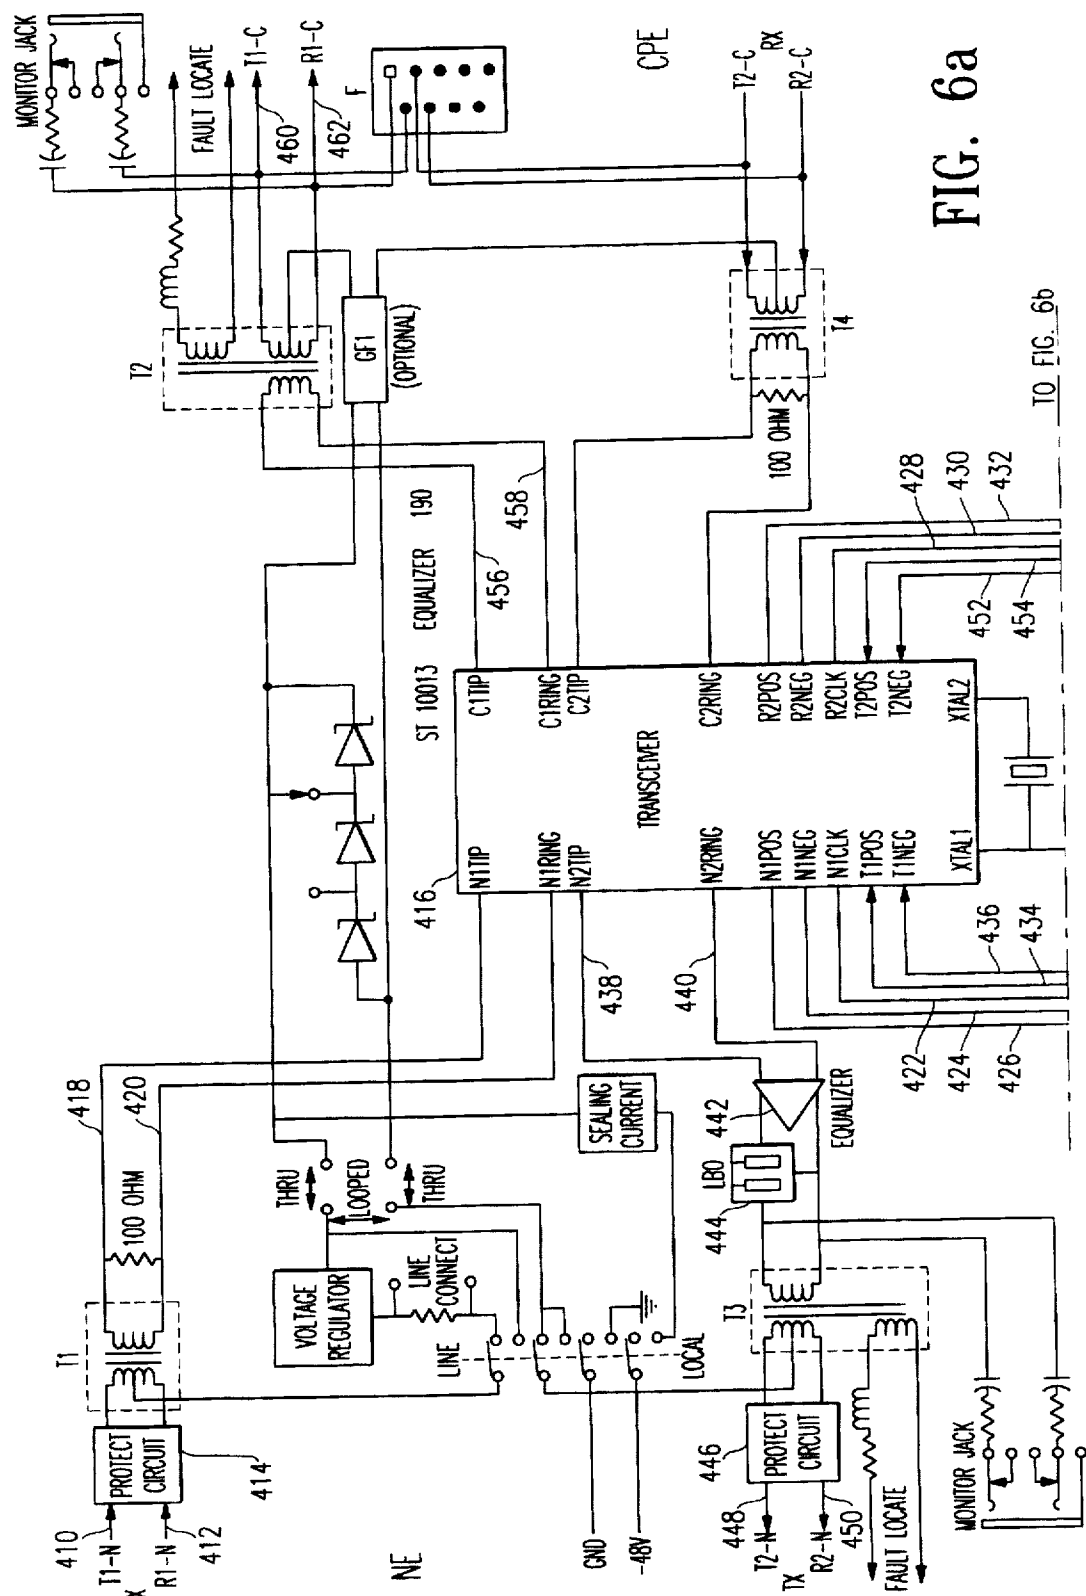 MONITOR JACK
FAULT LOCATE
T1-C
R1-C
460
462
F
CPE
T2-C
RX
R2-C
FIG. 6a
T2
GF1
(OPTIONAL)
T4
100 OHM
TO FIG. 6b
ST 10013
EQUALIZER
190
456
458
416
TRANSCEIVER
C1TIP
C1RING
C2TIP
C2RING
R2POS
R2NEG
R2CLK
T2POS
T2NEG
XTAL2
N1TIP
N1RING
N2TIP
N2RING
N1POS
N1NEG
N1CLK
T1POS
T1NEG
XTAL1
452
454
428
430
432
438
440
422
424
426
436
434
418
420
100 OHM
T1
THRU
LOOPED
THRU
SEALING
CURRENT
VOLTAGE
REGULATOR
LINE
CONNECT
LINE
LOCAL
442
EQUALIZER
LBO
444
T3
410
T1-N
R1-N
412
PROTECT
CIRCUIT
414
NE
GND
-48V
446
PROTECT
CIRCUIT
448
T2-N
TX
R2-N
450
FAULT LOCATE
MONITOR JACK